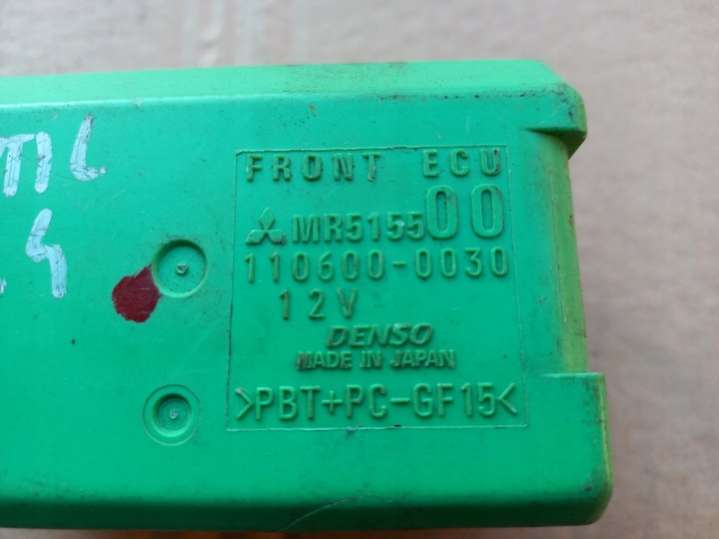 FRONT ECU
MR515500
110600-0030
12V
DENSO
MADE IN JAPAN
>PBT+PC-GF15<